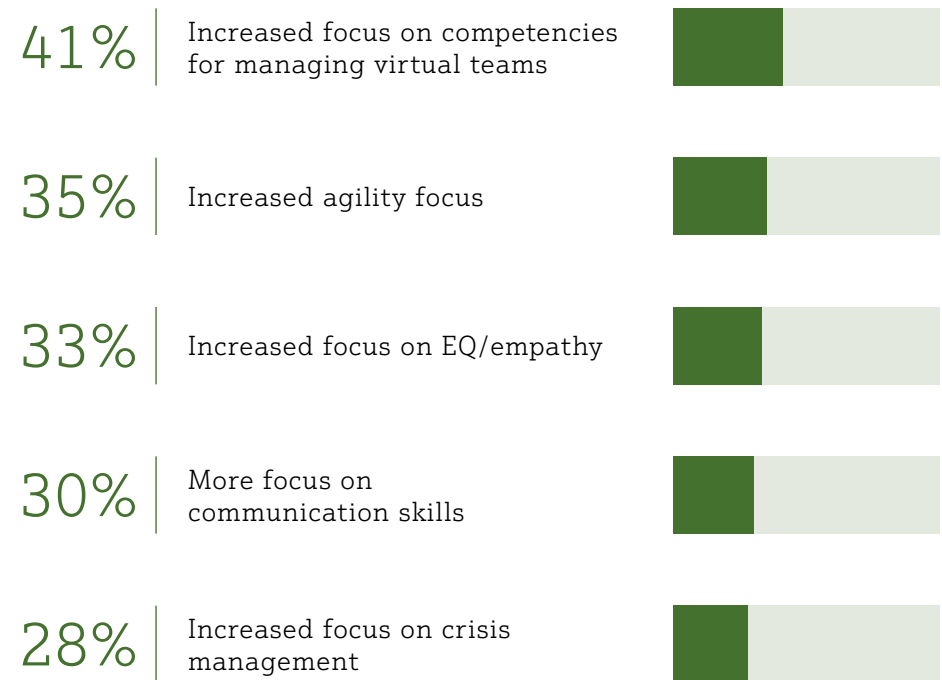 41%
Increased focus on competencies
for managing virtual teams
35%
Increased agility focus
33%
Increased focus on EQ/empathy
30%
More focus on
communication skills
28%
Increased focus on crisis
management